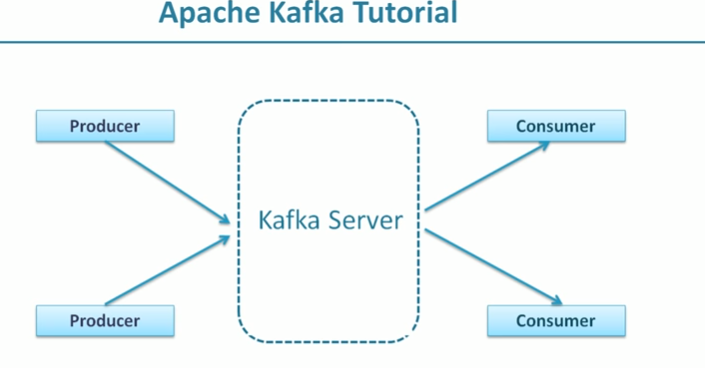 Apache Kafka Tutorial
Producer
Consumer
Kafka Server
Producer
Consumer